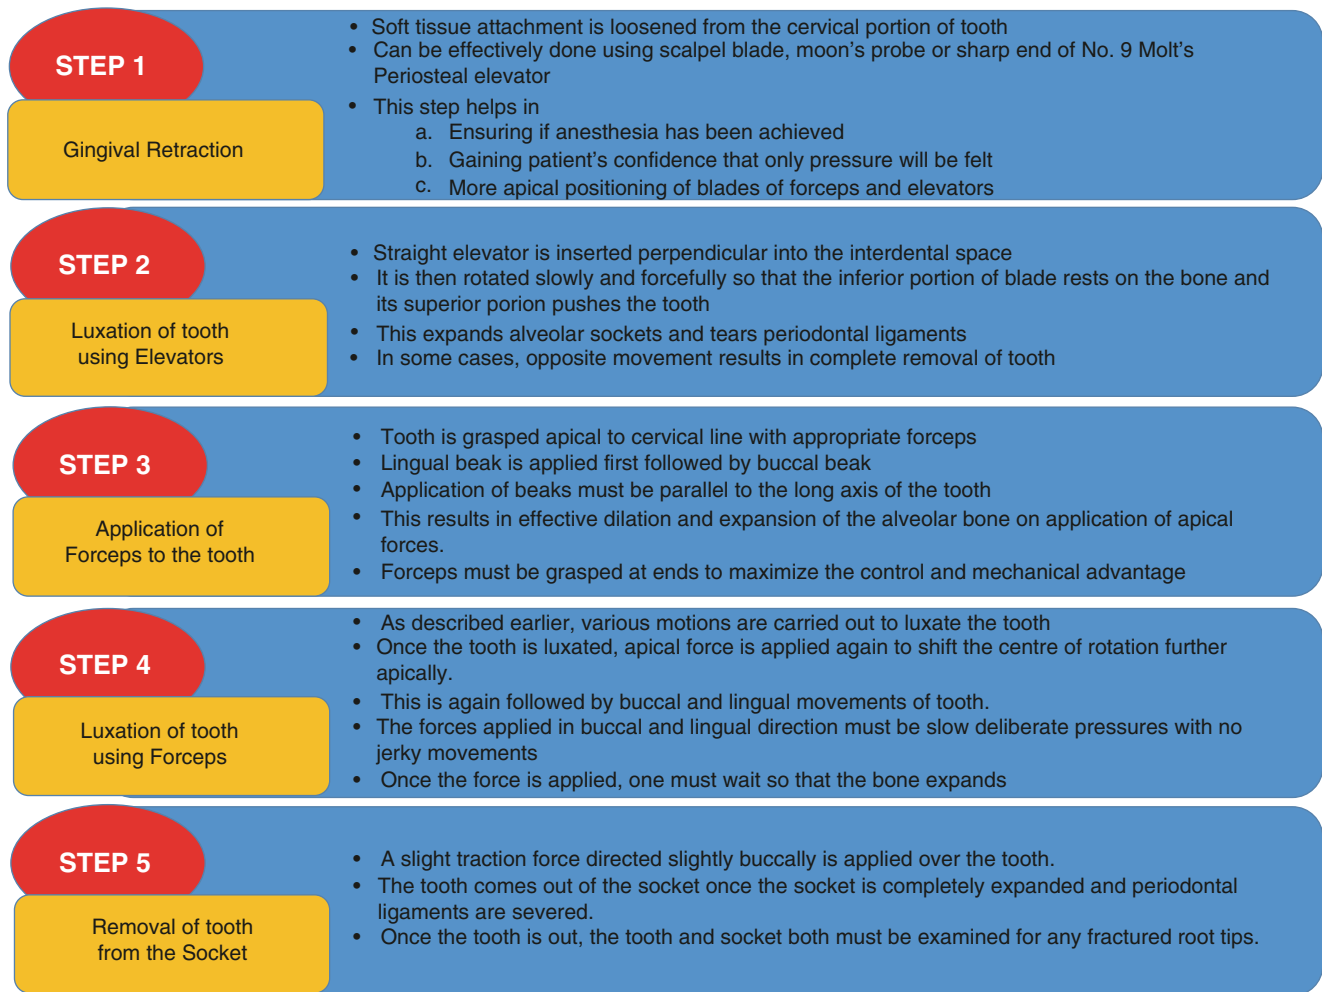 STEP 1
Gingival Retraction
• Soft tissue attachment is loosened from the cervical portion of tooth
• Can be effectively done using scalpel blade, moon's probe or sharp end of No. 9 Molt's
Periosteal elevator
• This step helps in
a. Ensuring if anesthesia has been achieved
b. Gaining patient's confidence that only pressure will be felt
c. More apical positioning of blades of forceps and elevators
STEP 2
Luxation of tooth
using Elevators
• Straight elevator is inserted perpendicular into the interdental space
• It is then rotated slowly and forcefully so that the inferior portion of blade rests on the bone and
its superior porion pushes the tooth
• This expands alveolar sockets and tears periodontal ligaments
• In some cases, opposite movement results in complete removal of tooth
STEP 3
Application of
Forceps to the tooth
• Tooth is grasped apical to cervical line with appropriate forceps
• Lingual beak is applied first followed by buccal beak
• Application of beaks must be parallel to the long axis of the tooth
• This results in effective dilation and expansion of the alveolar bone on application of apical
forces.
• Forceps must be grasped at ends to maximize the control and mechanical advantage
STEP 4
Luxation of tooth
using Forceps
• As described earlier, various motions are carried out to luxate the tooth
• Once the tooth is luxated, apical force is applied again to shift the centre of rotation further
apically.
• This is again followed by buccal and lingual movements of tooth.
• The forces applied in buccal and lingual direction must be slow deliberate pressures with no
jerky movements
• Once the force is applied, one must wait so that the bone expands
STEP 5
Removal of tooth
from the Socket
• A slight traction force directed slightly buccally is applied over the tooth.
• The tooth comes out of the socket once the socket is completely expanded and periodontal
ligaments are severed.
• Once the tooth is out, the tooth and socket both must be examined for any fractured root tips.